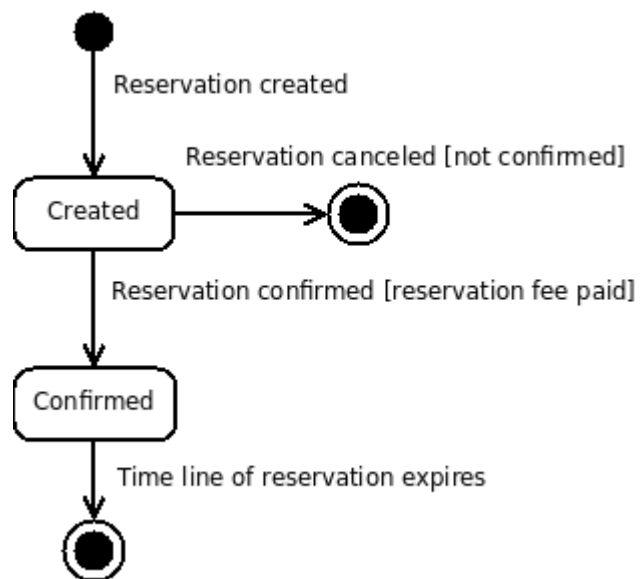 Reservation created
Reservation canceled [not confirmed]
Created
Reservation confirmed [reservation fee paid]
Confirmed
Time line of reservation expires